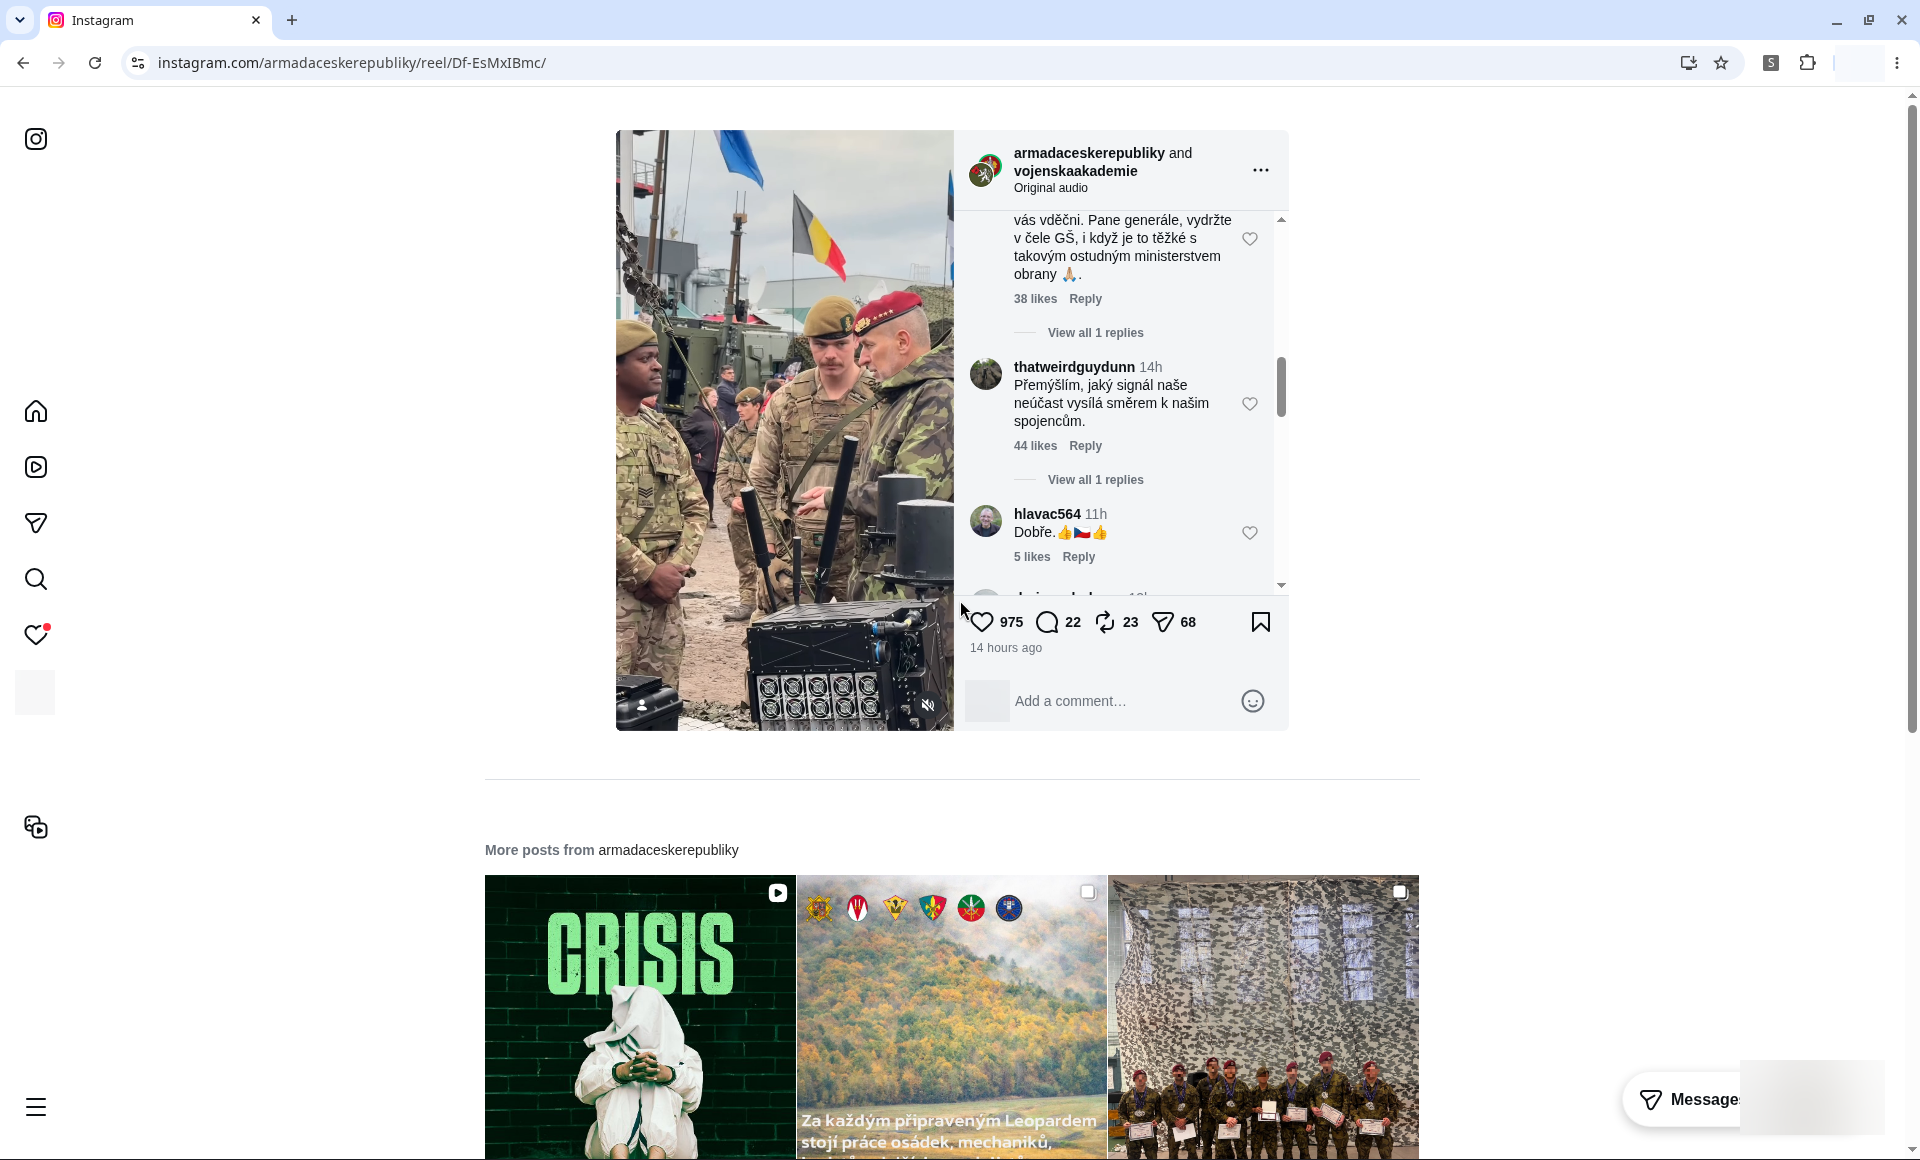 Instagram
instagram.com/armadaceskerepubliky/reel/Df-EsMxIBmc/
S
armadaceskerepubliky and
vojenskaakademie
Original audio
vás vděčni. Pane generále, vydržte
v čele GŠ, i když je to těžké s
takovým ostudným ministerstvem
obrany 🙏🏼.
38 likes Reply
View all 1 replies
thatweirdguydunn 14h
Přemýšlím, jaký signál naše
neúčast vysílá směrem k našim
spojencům.
44 likes Reply
View all 1 replies
hlavac564 11h
Dobře.👍🇨🇿👍
5 likes Reply
975 22 23 68
14 hours ago
Add a comment…
More posts from armadaceskerepubliky
CRISIS
Za každým připraveným Leopardem
stojí práce osádek, mechaniků,
Messages